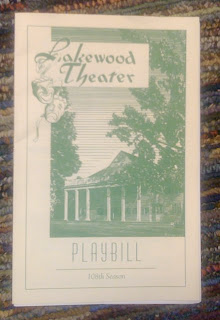 Lakewood
Theater
PLAYBILL
108th Season